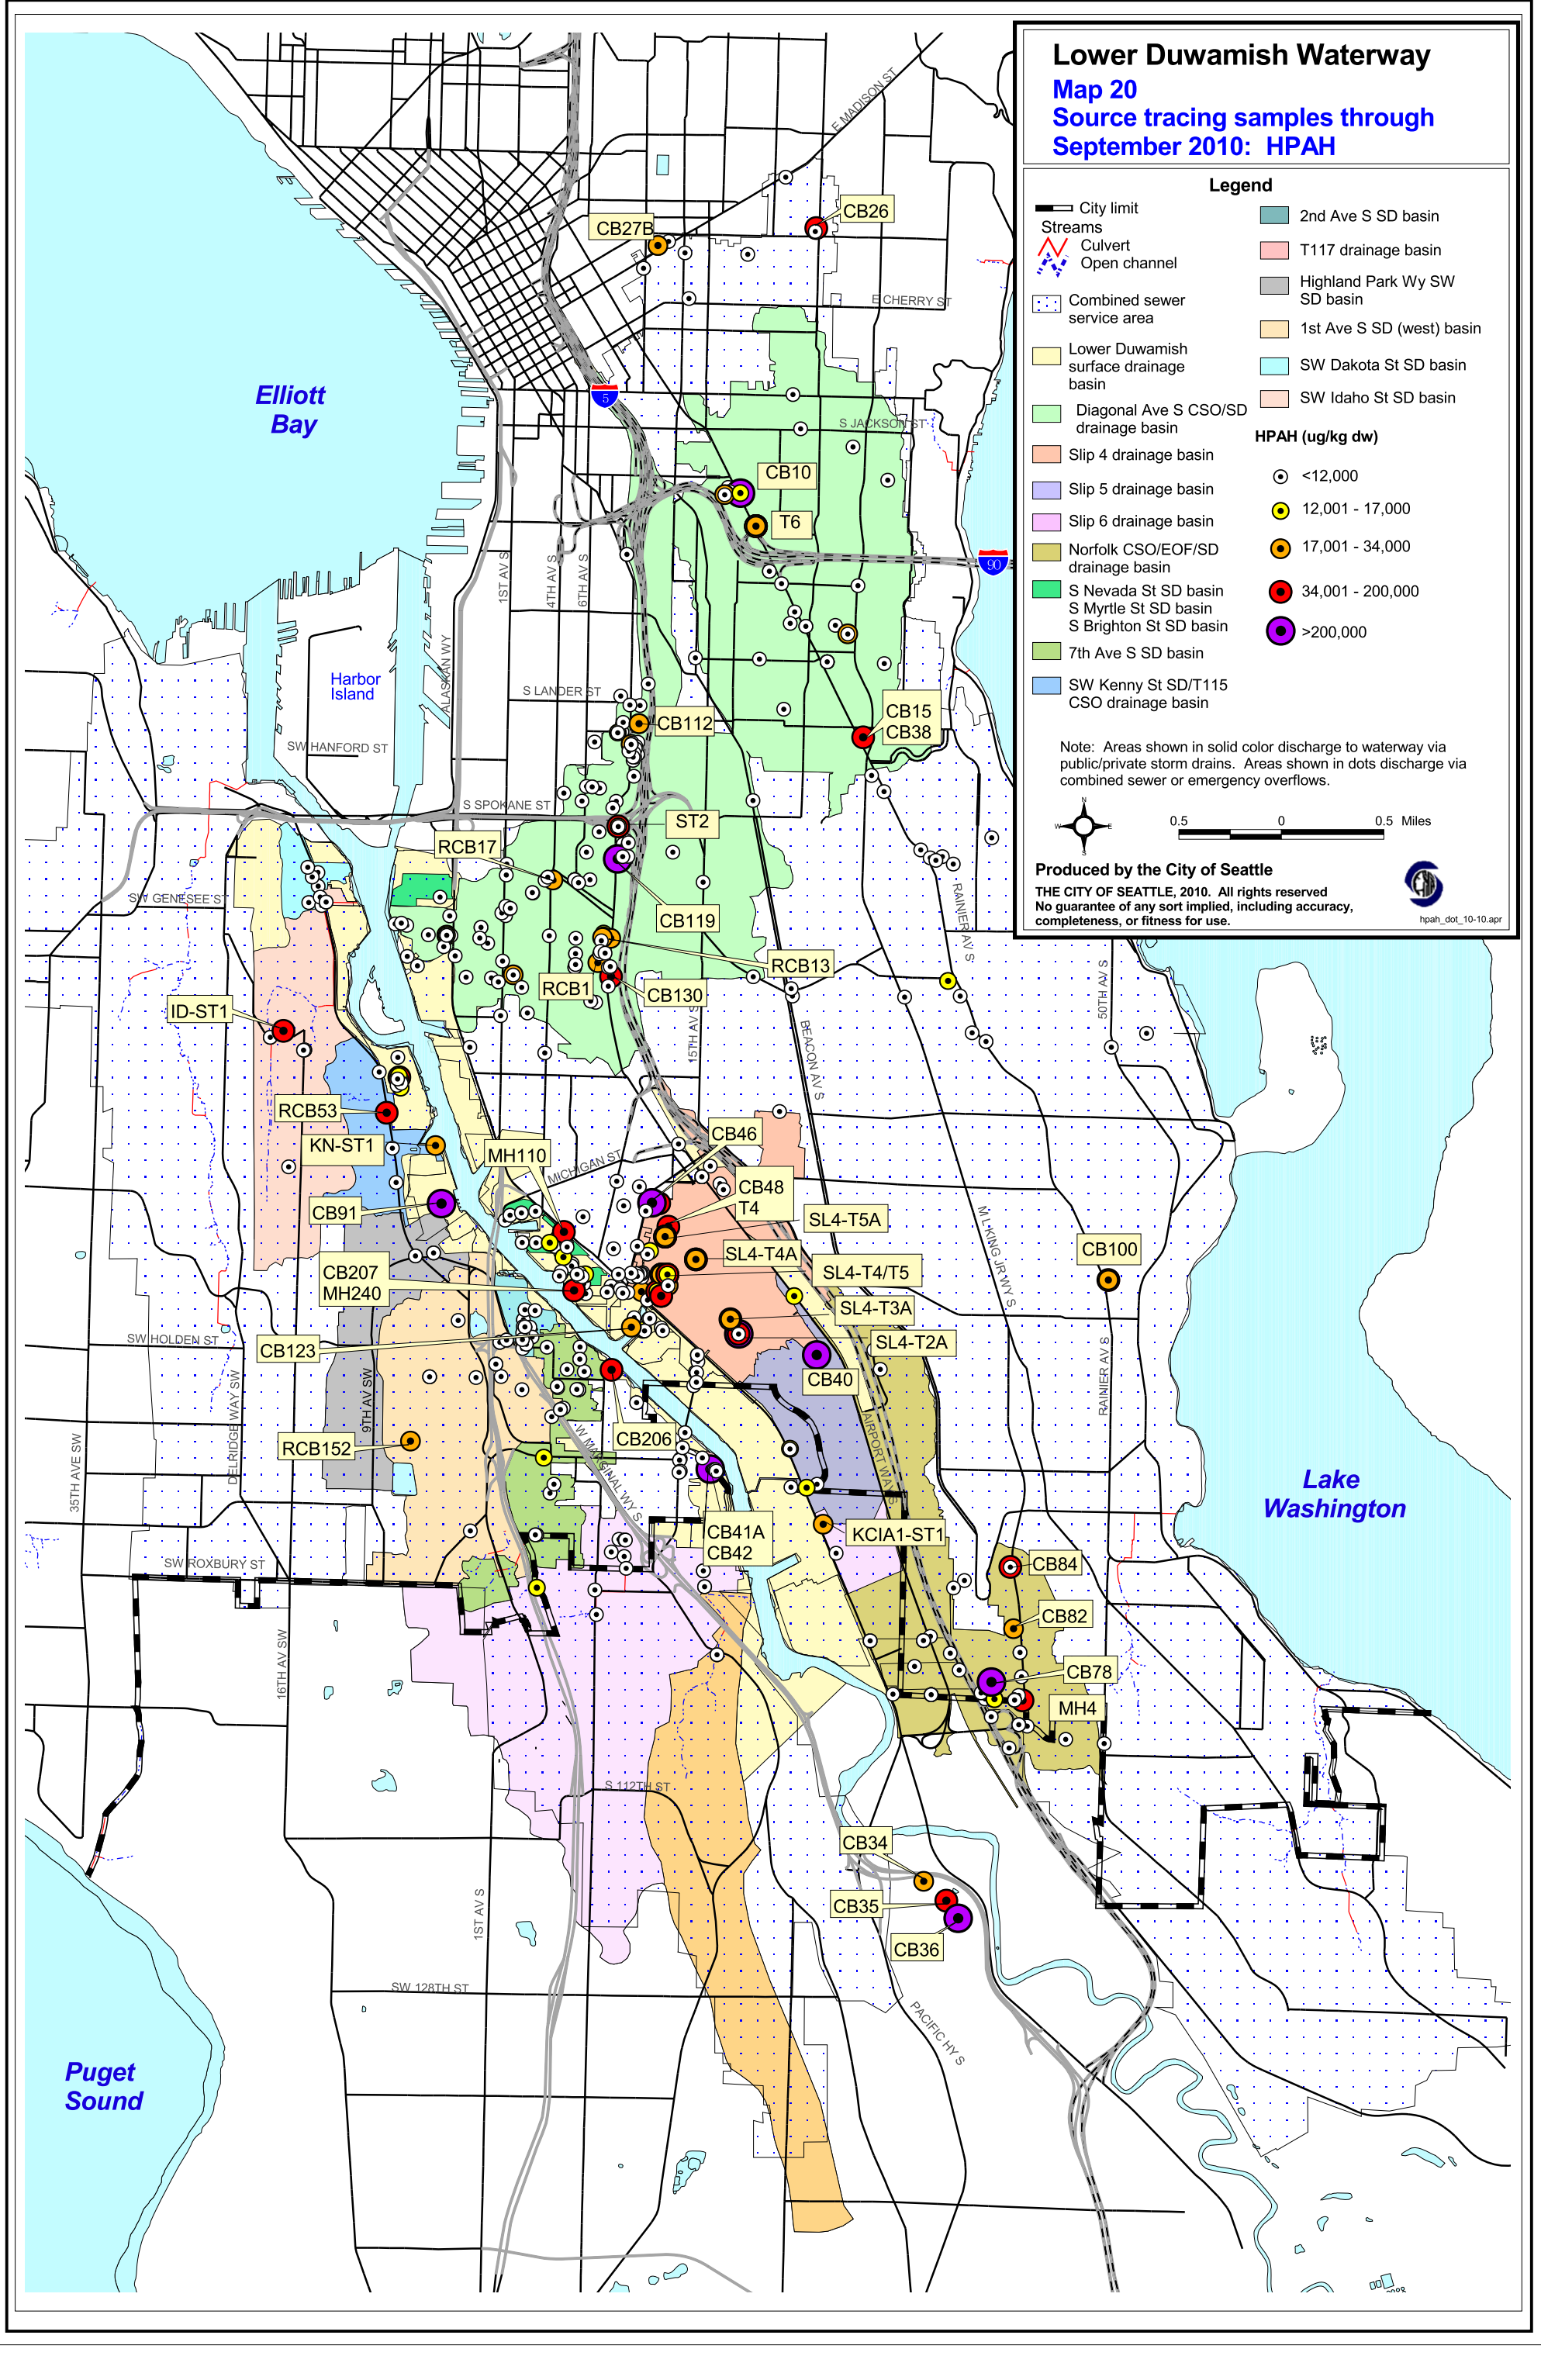 Lower Duwamish Waterway
Map 20
Source tracing samples through
September 2010:  HPAH
Legend
City limit
Streams
Culvert
Open channel
Combined sewer
service area
Lower Duwamish
surface drainage
basin
Diagonal Ave S CSO/SD
drainage basin
Slip 4 drainage basin
Slip 5 drainage basin
Slip 6 drainage basin
Norfolk CSO/EOF/SD
drainage basin
S Nevada St SD basin
S Myrtle St SD basin
S Brighton St SD basin
7th Ave S SD basin
SW Kenny St SD/T115
CSO drainage basin
2nd Ave S SD basin
T117 drainage basin
Highland Park Wy SW
SD basin
1st Ave S SD (west) basin
SW Dakota St SD basin
SW Idaho St SD basin
HPAH (ug/kg dw)
<12,000
12,001 - 17,000
17,001 - 34,000
34,001 - 200,000
>200,000
Note:  Areas shown in solid color discharge to waterway via
public/private storm drains.  Areas shown in dots discharge via
combined sewer or emergency overflows.
N
W
E
S
0.5
0
0.5 Miles
Produced by the City of Seattle
THE CITY OF SEATTLE, 2010.  All rights reserved
No guarantee of any sort implied, including accuracy,
completeness, or fitness for use.
hpah_dot_10-10.apr
E MADISON ST
CB26
CB27B
E CHERRY ST
Elliott
Bay
5
S JACKSON ST
CB10
T6
90
1ST AV S
4TH AV S
6TH AV S
ALASKAN WY
Harbor
Island
S LANDER ST
CB15
CB38
CB112
SW HANFORD ST
S SPOKANE ST
ST2
RCB17
SW GENESEE ST
CB119
RAINIER AV S
RCB13
RCB1
CB130
ID-ST1
15TH AV S
BEACON AV S
50TH AV S
RCB53
KN-ST1
MH110
MICHIGAN ST
CB46
CB48
T4
CB91
SL4-T5A
M L KING JR WY S
CB100
SL4-T4A
SL4-T4/T5
CB207
MH240
SL4-T3A
SW HOLDEN ST
CB123
SL4-T2A
CB40
DELRIDGE WAY SW
9TH AV SW
RAINIER AV S
AIRPORT WAY S
RCB152
CB206
W MARGINAL WY S
35TH AVE SW
Lake
Washington
CB41A
CB42
KCIA1-ST1
SW ROXBURY ST
CB84
CB82
16TH AV SW
CB78
MH4
S 112TH ST
CB34
CB35
1ST AV S
CB36
SW 128TH ST
PACIFIC HY S
Puget
Sound